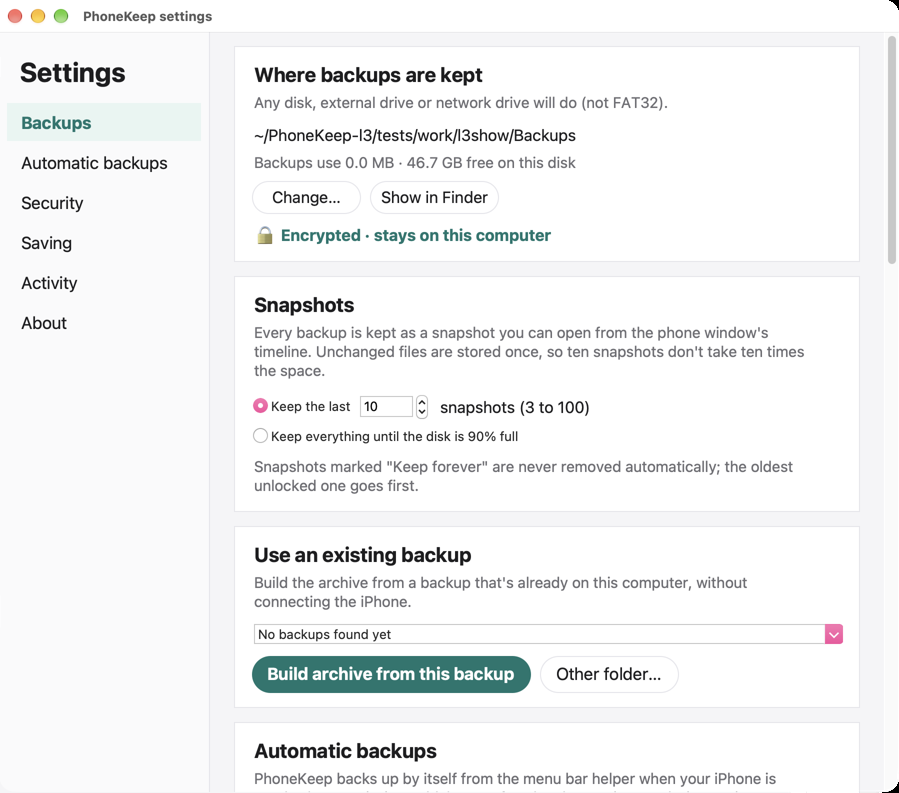 PhoneKeep settings
Settings
Backups
Automatic backups
Security
Saving
Activity
About
Where backups are kept
Any disk, external drive or network drive will do (not FAT32).
~/PhoneKeep-l3/tests/work/l3show/Backups
Backups use 0.0 MB · 46.7 GB free on this disk
Change... Show in Finder
Encrypted · stays on this computer
Snapshots
Every backup is kept as a snapshot you can open from the phone window's
timeline. Unchanged files are stored once, so ten snapshots don't take ten times
the space.
Keep the last 10 snapshots (3 to 100)
Keep everything until the disk is 90% full
Snapshots marked "Keep forever" are never removed automatically; the oldest
unlocked one goes first.
Use an existing backup
Build the archive from a backup that's already on this computer, without
connecting the iPhone.
No backups found yet
Build archive from this backup Other folder...
Automatic backups
PhoneKeep backs up by itself from the menu bar helper when your iPhone is